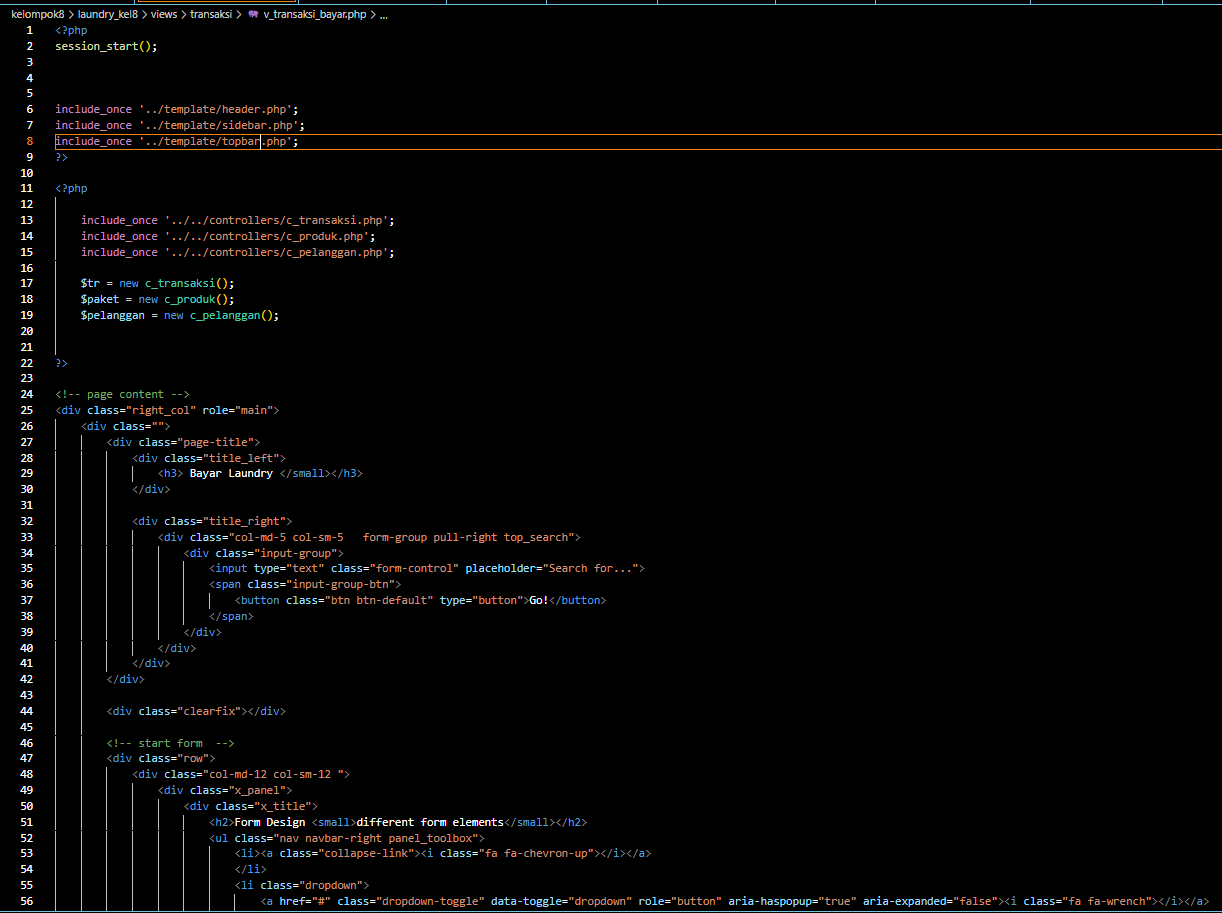 kelompok8 > laundry_kel8 > views > transaksi > v_transaksi_bayar.php > ...
1 <?php
2 session_start();
3
4
5
6 include_once '../template/header.php';
7 include_once '../template/sidebar.php';
8 include_once '../template/topbar.php';
9 ?>
10
11 <?php
12
13 include_once '../../controllers/c_transaksi.php';
14 include_once '../../controllers/c_produk.php';
15 include_once '../../controllers/c_pelanggan.php';
16
17 $tr = new c_transaksi();
18 $paket = new c_produk();
19 $pelanggan = new c_pelanggan();
20
21
22 ?>
23
24 <!-- page content -->
25 <div class="right_col" role="main">
26 <div class="">
27 <div class="page-title">
28 <div class="title_left">
29 <h3> Bayar Laundry </small></h3>
30 </div>
31
32 <div class="title_right">
33 <div class="col-md-5 col-sm-5   form-group pull-right top_search">
34 <div class="input-group">
35 <input type="text" class="form-control" placeholder="Search for...">
36 <span class="input-group-btn">
37 <button class="btn btn-default" type="button">Go!</button>
38 </span>
39 </div>
40 </div>
41 </div>
42 </div>
43
44 <div class="clearfix"></div>
45
46 <!-- start form  -->
47 <div class="row">
48 <div class="col-md-12 col-sm-12 ">
49 <div class="x_panel">
50 <div class="x_title">
51 <h2>Form Design <small>different form elements</small></h2>
52 <ul class="nav navbar-right panel_toolbox">
53 <li><a class="collapse-link"><i class="fa fa-chevron-up"></i></a>
54 </li>
55 <li class="dropdown">
56 <a href="#" class="dropdown-toggle" data-toggle="dropdown" role="button" aria-haspopup="true" aria-expanded="false"><i class="fa fa-wrench"></i></a>